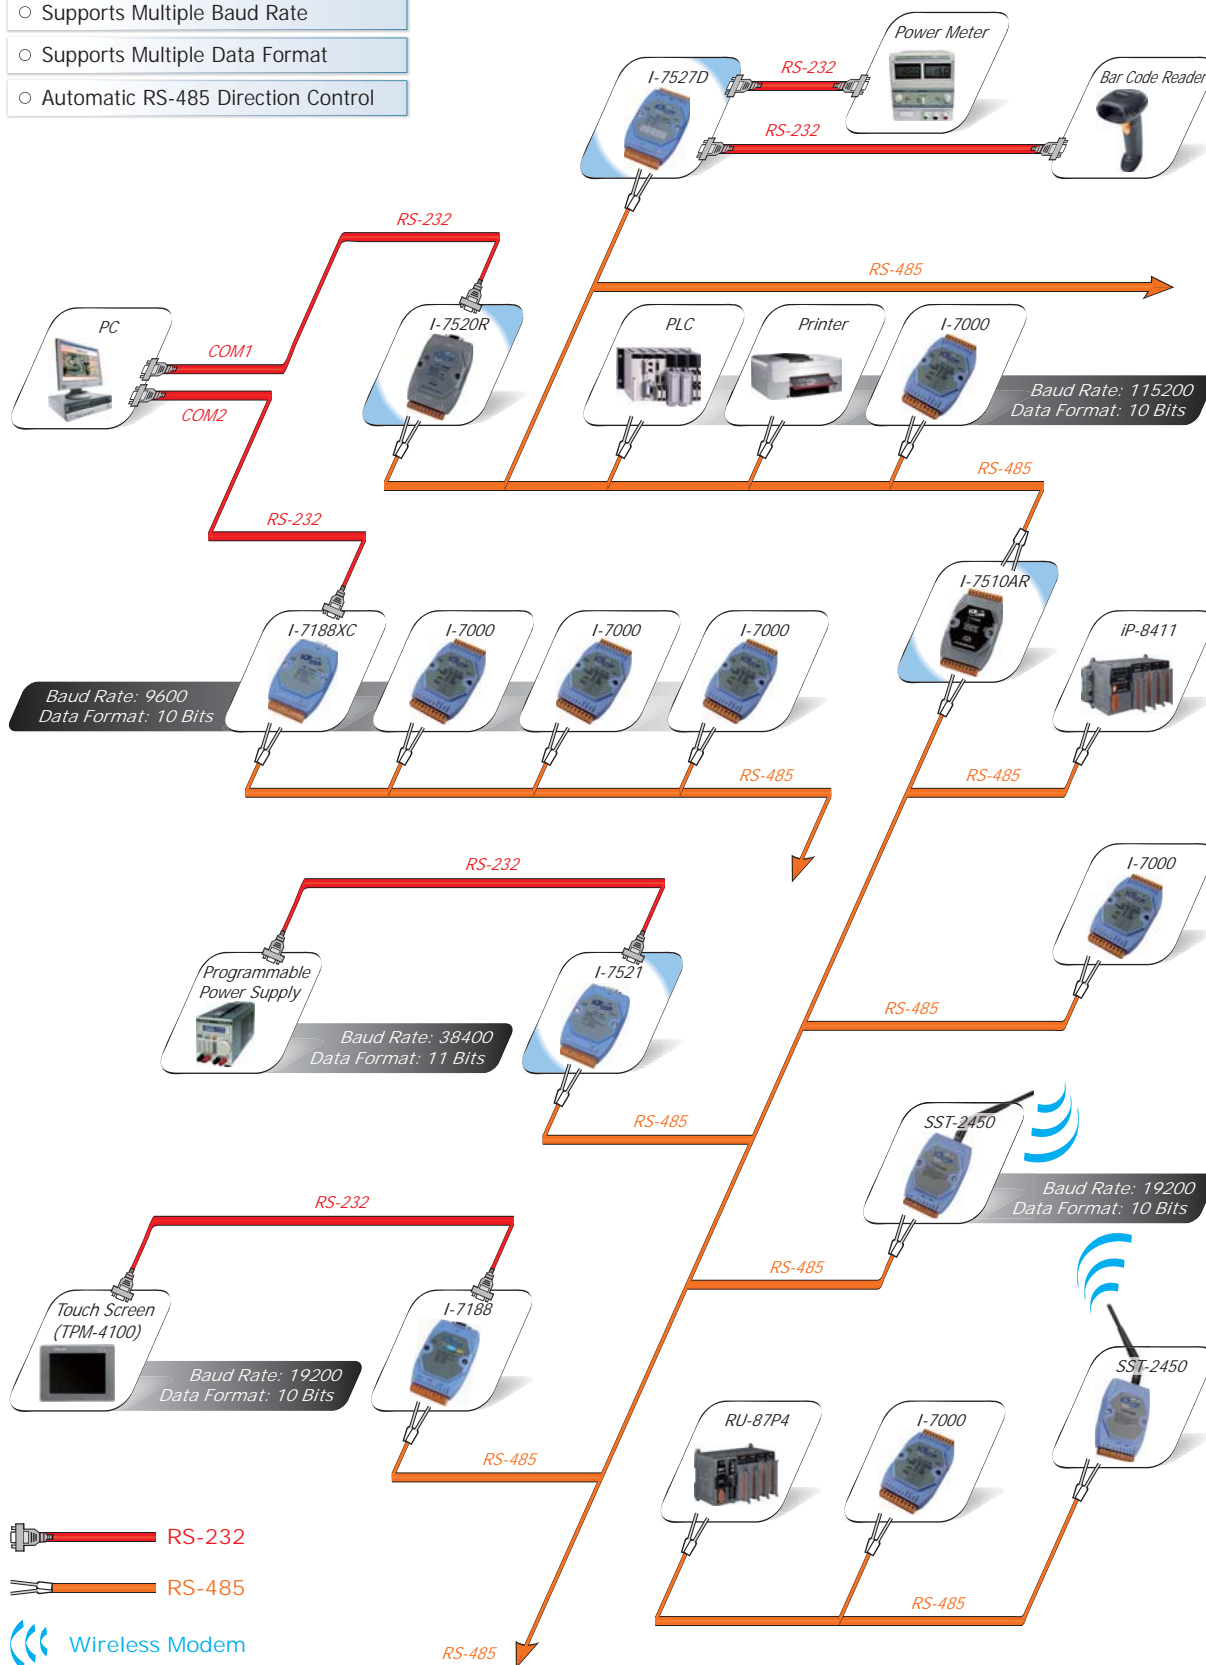 Supports Multiple Baud Rate
Supports Multiple Data Format
Automatic RS-485 Direction Control
Power Meter
I-7527D
RS-232
Bar Code Reader
RS-232
RS-232
RS-485
PC
I-7520R
PLC
Printer
I-7000
COM1
Baud Rate: 115200
Data Format: 10 Bits
COM2
RS-485
RS-232
I-7510AR
I-7188XC
I-7000
I-7000
I-7000
iP-8411
Baud Rate: 9600
Data Format: 10 Bits
RS-485
RS-485
RS-232
I-7000
Programmable
Power Supply
I-7521
Baud Rate: 38400
Data Format: 11 Bits
RS-485
SST-2450
Baud Rate: 19200
Data Format: 10 Bits
RS-232
RS-485
Touch Screen
(TPM-4100)
I-7188
Baud Rate: 19200
Data Format: 10 Bits
SST-2450
RU-87P4
I-7000
RS-485
RS-232
RS-485
RS-485
Wireless Modem
RS-485